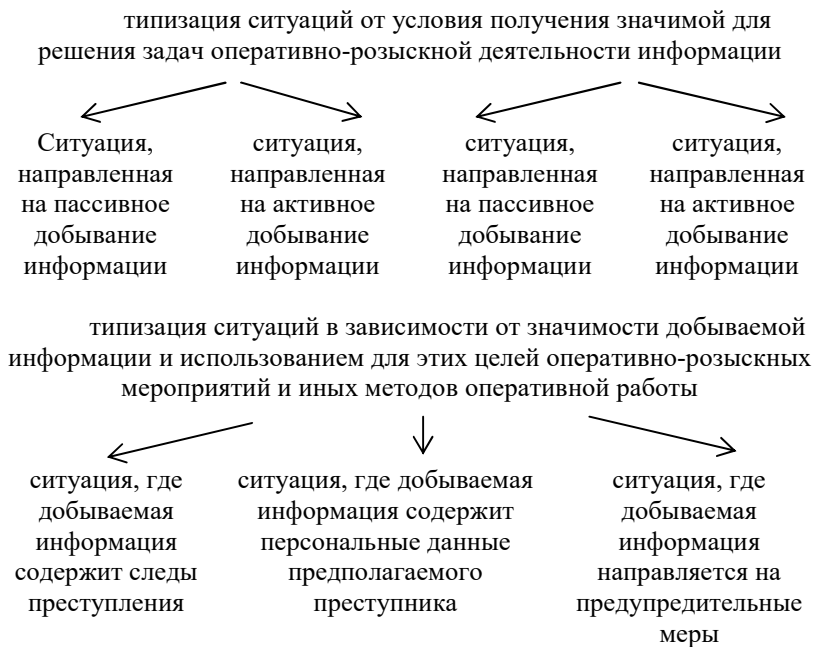 типизация ситуаций от условия получения значимой для
решения задач оперативно-розыскной деятельности информации
Ситуация,
направленная
на пассивное
добывание
информации
ситуация,
направленная
на активное
добывание
информации
ситуация,
направленная
на пассивное
добывание
информации
ситуация,
направленная
на активное
добывание
информации
типизация ситуаций в зависимости от значимости добываемой
информации и использованием для этих целей оперативно-розыскных
мероприятий и иных методов оперативной работы
ситуация, где
добываемая
информация
содержит следы
преступления
ситуация, где добываемая
информация содержит
персональные данные
предполагаемого
преступника
ситуация, где
добываемая
информация
направляется на
предупредительные
меры